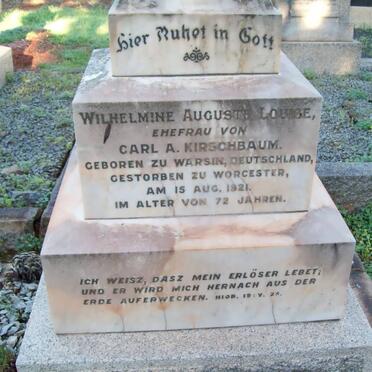 Hier Ruhet in Gott
WILHELMINE AUGUSTE LOUISE,
EHEFRAU VON
CARL A. KIRSCHBAUM.
GEBOREN ZU WARSIN, DEUTSCHLAND,
GESTORBEN ZU WORCESTER,
AM 15 AUG. 1921.
IM ALTER VON 72 JAHREN.
ICH WEISZ, DASZ MEIN ERLÖSER LEBET;
UND ER WIRD MICH HERNACH AUS DER
ERDE AUFERWECKEN. HIOB. 19: V. 25.